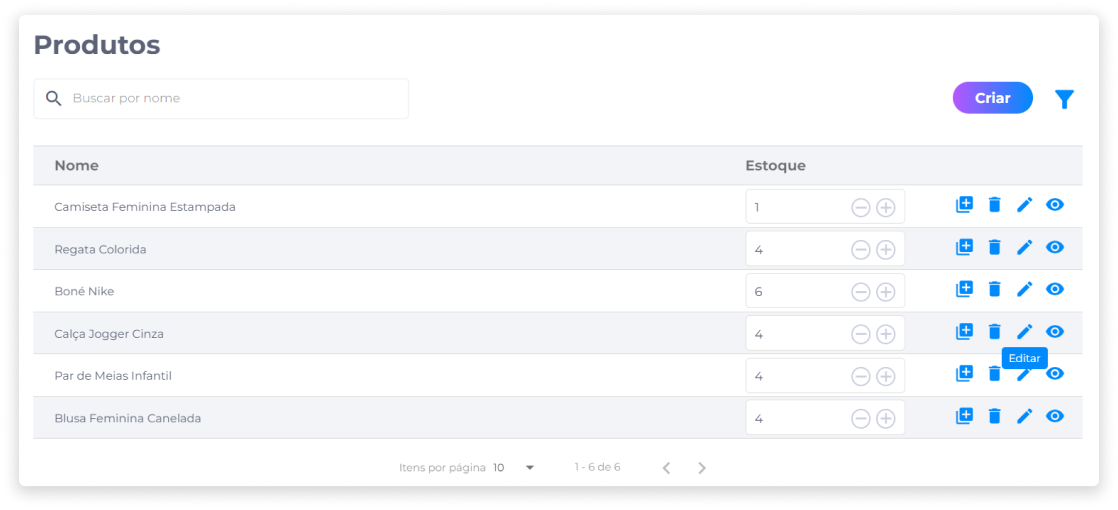 Produtos
Buscar por nome
Criar
Nome Estoque
Camiseta Feminina Estampada 1
Regata Colorida 4
Boné Nike 6
Calça Jogger Cinza 4
Editar
Par de Meias Infantil 4
Blusa Feminina Canelada 4
Itens por página 10 1 - 6 de 6